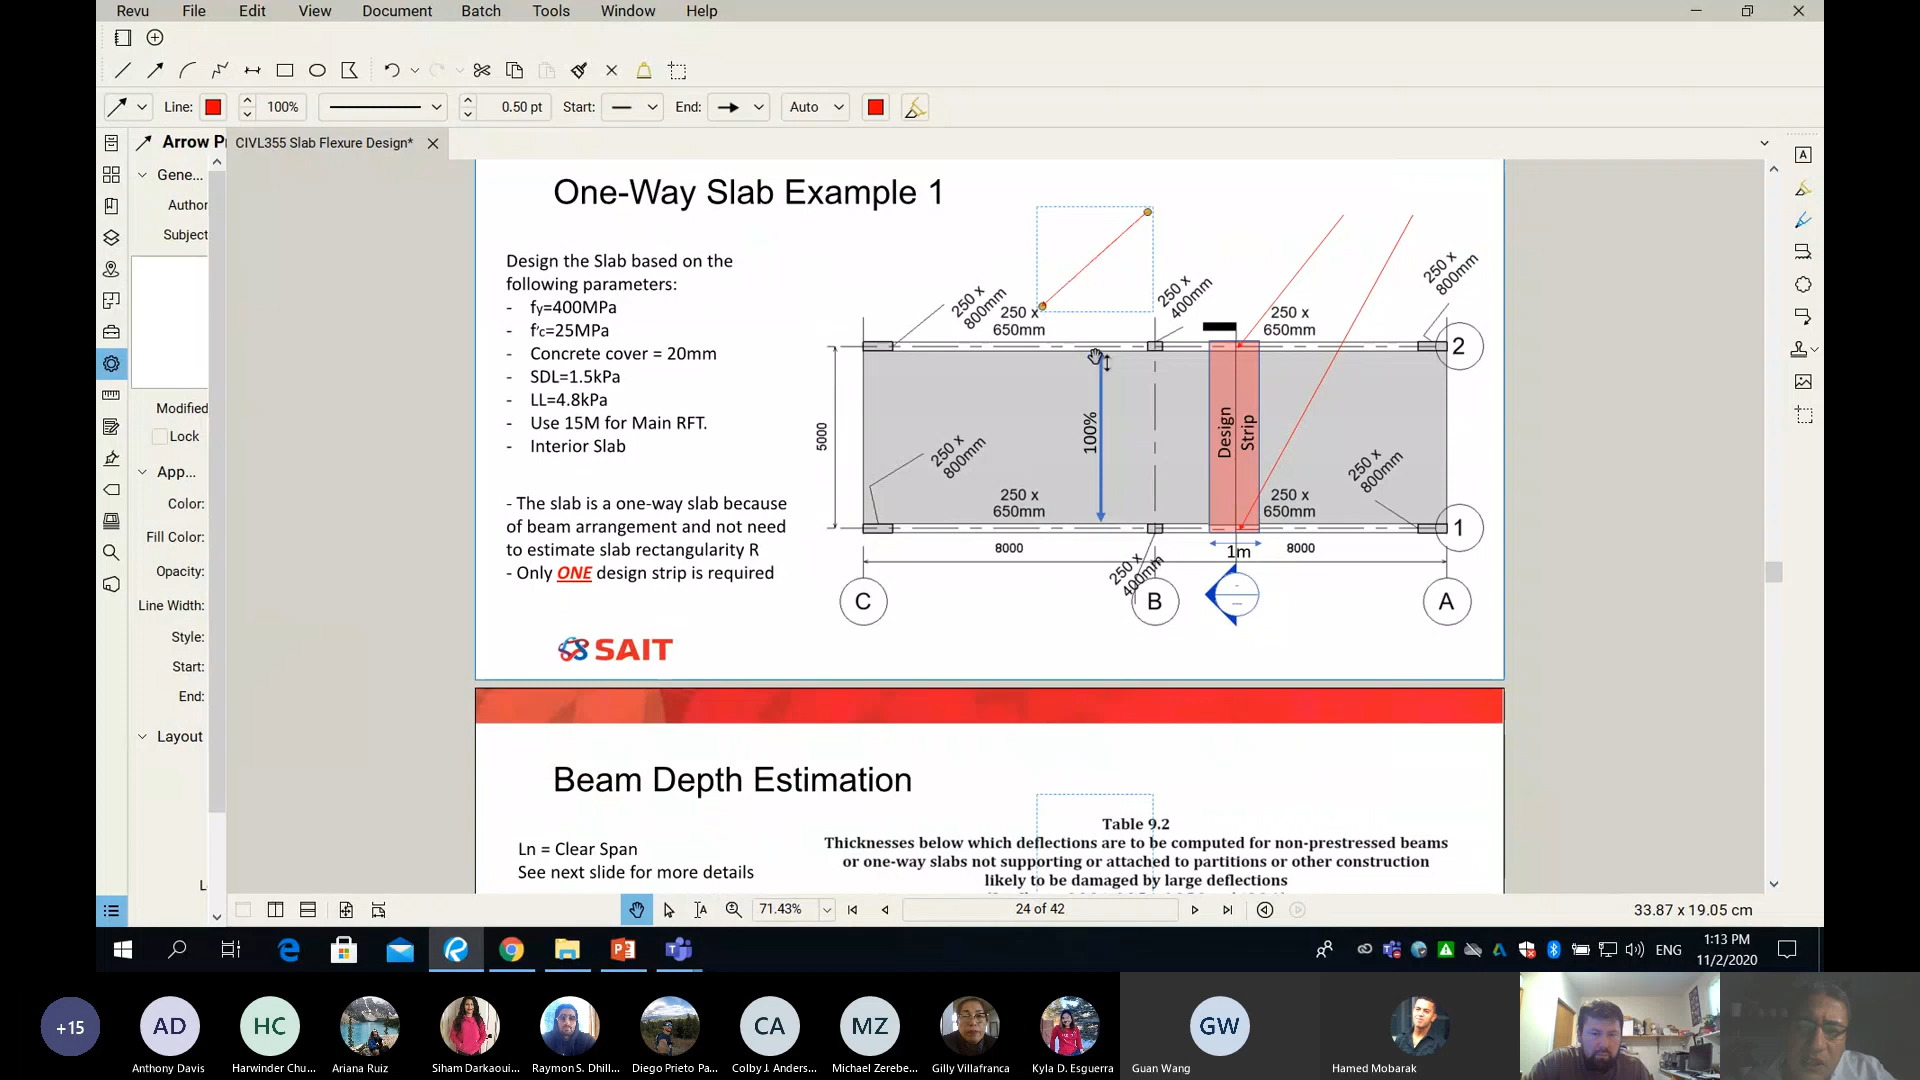 Revu File Edit View Document Batch Tools Window Help
Line: 100% 0.50 pt Start: End: Auto
Arrow P
CIVL355 Slab Flexure Design*
Gene...
Author
Subject
Modified
Lock
App...
Color:
Fill Color:
Opacity:
Line Width:
Style:
Start:
End:
Layout
One-Way Slab Example 1
Design the Slab based on the
following parameters:
- fy=400MPa
- f'c=25MPa
- Concrete cover = 20mm
- SDL=1.5kPa
- LL=4.8kPa
- Use 15M for Main RFT.
- Interior Slab
- The slab is a one-way slab because
of beam arrangement and not need
to estimate slab rectangularity R
- Only ONE design strip is required
SAIT
250 x
800mm
250 x
650mm
250 x
400mm
250 x
650mm
250 x
800mm
2
5000
100%
Design
Strip
250 x
800mm
250 x
650mm
250 x
650mm
250 x
800mm
1
8000
250 x
400mm
1m
8000
C
B
A
Beam Depth Estimation
Ln = Clear Span
See next slide for more details
Table 9.2
Thicknesses below which deflections are to be computed for non-prestressed beams
or one-way slabs not supporting or attached to partitions or other construction
likely to be damaged by large deflections
71.43%
24 of 42
33.87 x 19.05 cm
ENG
1:13 PM
11/2/2020
+15
AD
HC
CA
MZ
GW
Anthony Davis
Harwinder Chu...
Ariana Ruiz
Siham Darkaoui...
Raymon S. Dhill...
Diego Prieto Pa...
Colby J. Anders...
Michael Zerebe...
Gilly Villafranca
Kyla D. Esguerra
Guan Wang
Hamed Mobarak